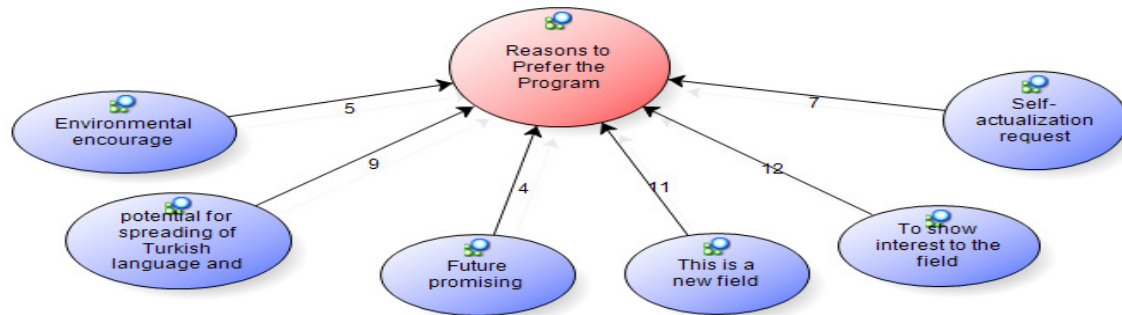 Reasons to
Prefer the
Program
5
7
9
4
11
12
Environmental
encourage
potential for
spreading of
Turkish
language and
Future
promising
This is a
new field
To show
interest to the
field
Self-
actualization
request